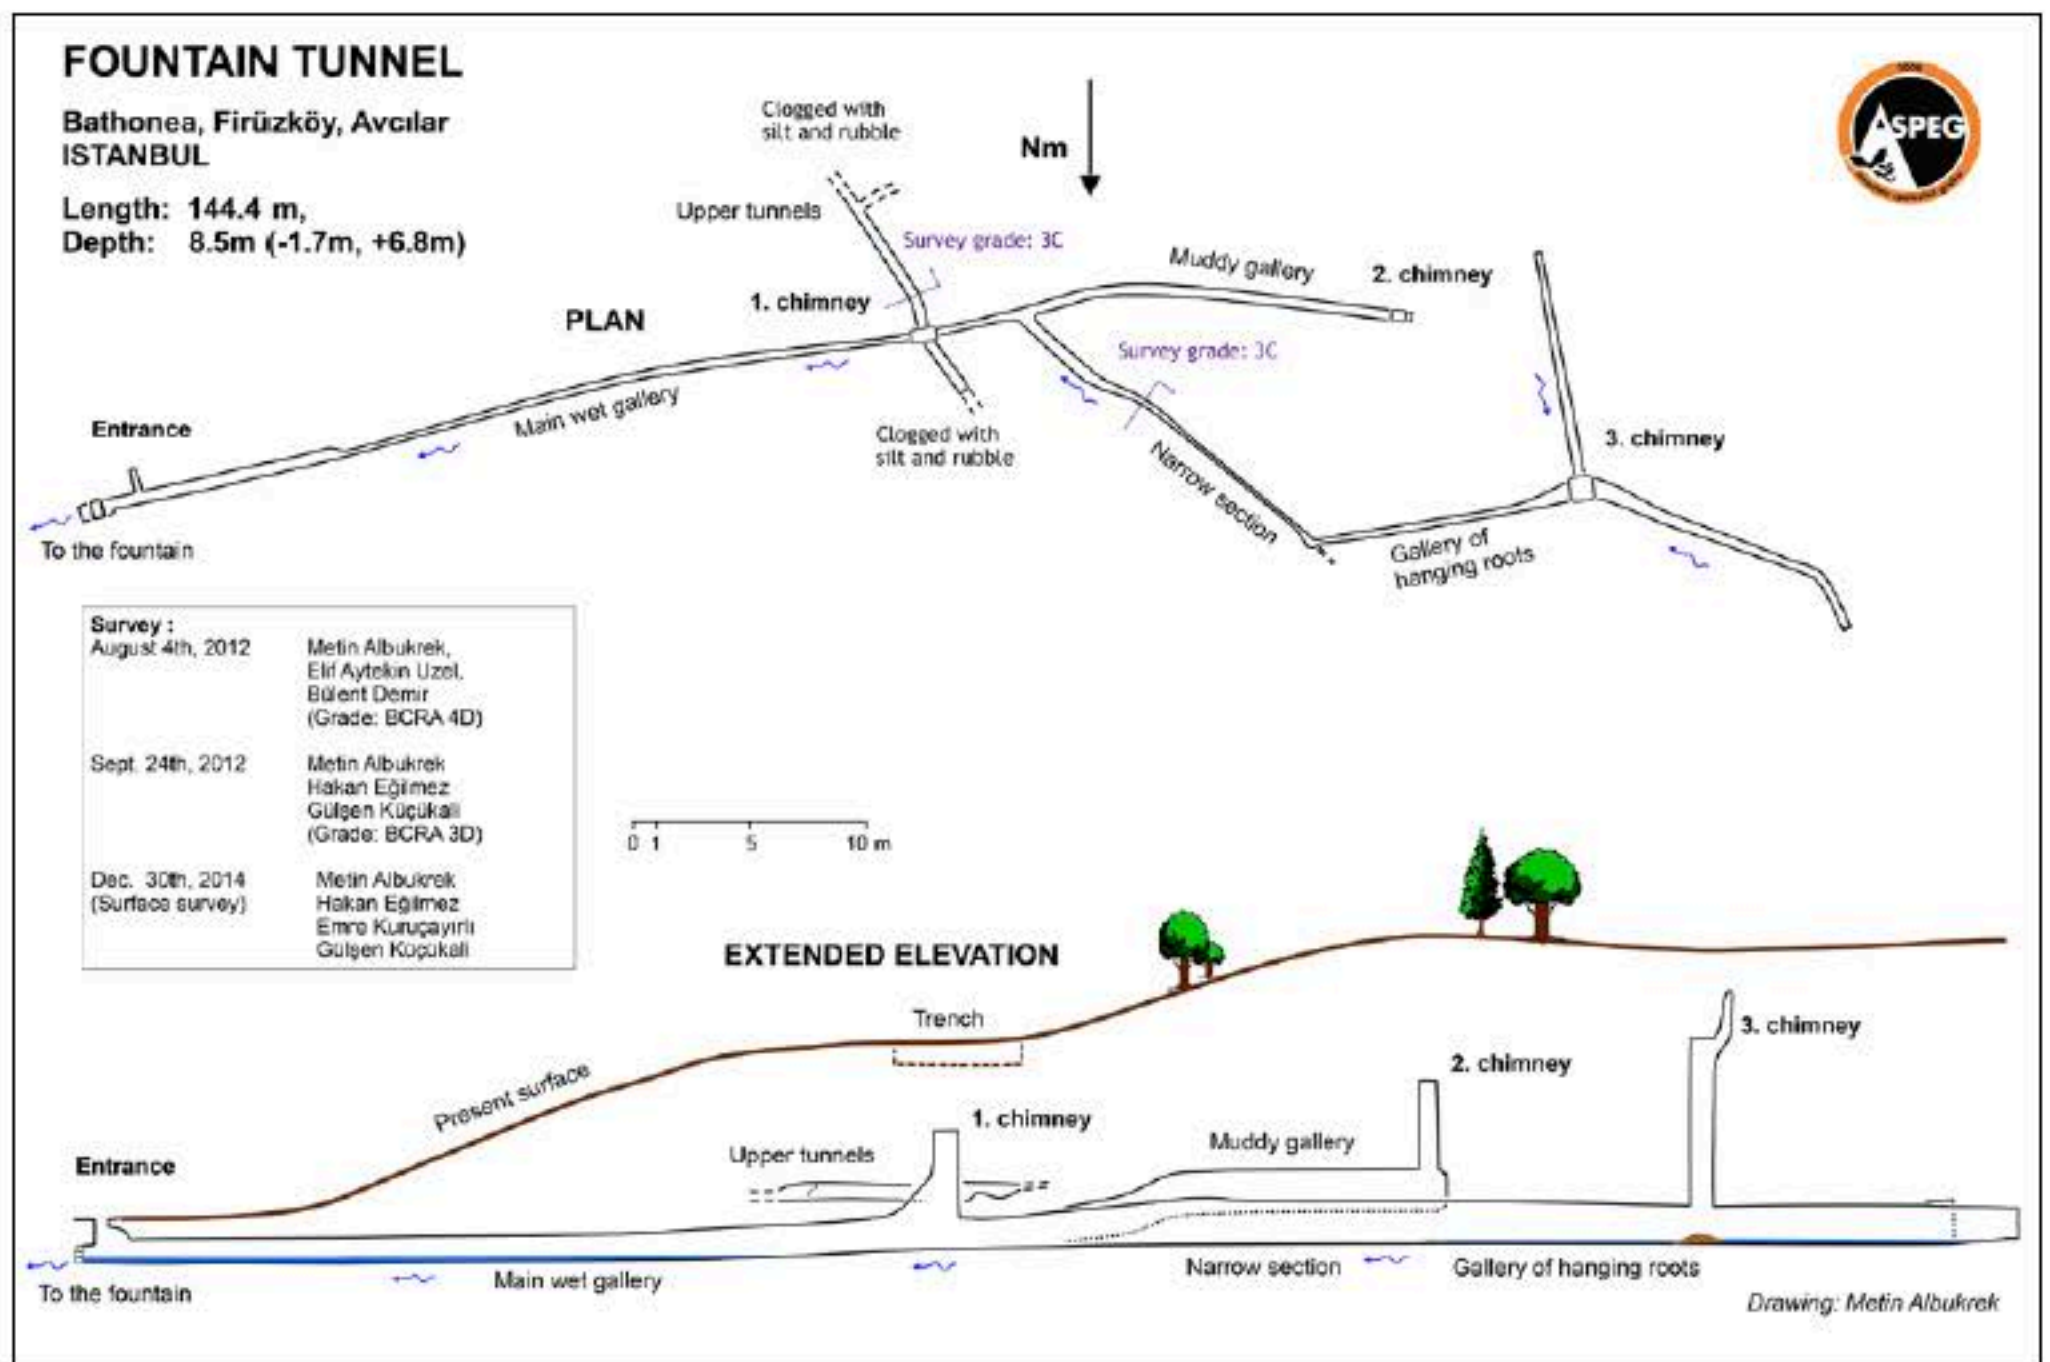 FOUNTAIN TUNNEL
Bathonea, Firüzköy, Avcılar
ISTANBUL
Length: 144.4 m,
Depth: 8.5m (-1.7m, +6.8m)
Clogged with
silt and rubble
Nm
ASPEG
Upper tunnels
Survey grade: 3C
Muddy gallery
2. chimney
1. chimney
PLAN
Survey grade: 3C
Main wet gallery
Entrance
Clogged with
silt and rubble
3. chimney
Narrow section
To the fountain
Gallery of
hanging roots
Survey :
August 4th, 2012 Metin Albukrek,
Elif Aytekin Uzel,
Bülent Demir
(Grade: BCRA 4D)
Sept. 24th, 2012 Metin Albukrek
Hakan Eğilmez
Gülşen Küçükali
(Grade: BCRA 3D)
Dec. 30th, 2014 Metin Albukrek
(Surface survey) Hakan Eğilmez
Emre Kuruçayırlı
Gülşen Küçükali
0 1 5 10 m
EXTENDED ELEVATION
Trench
3. chimney
2. chimney
Present surface
1. chimney
Muddy gallery
Upper tunnels
Entrance
Narrow section
Gallery of hanging roots
Main wet gallery
To the fountain
Drawing: Metin Albukrek